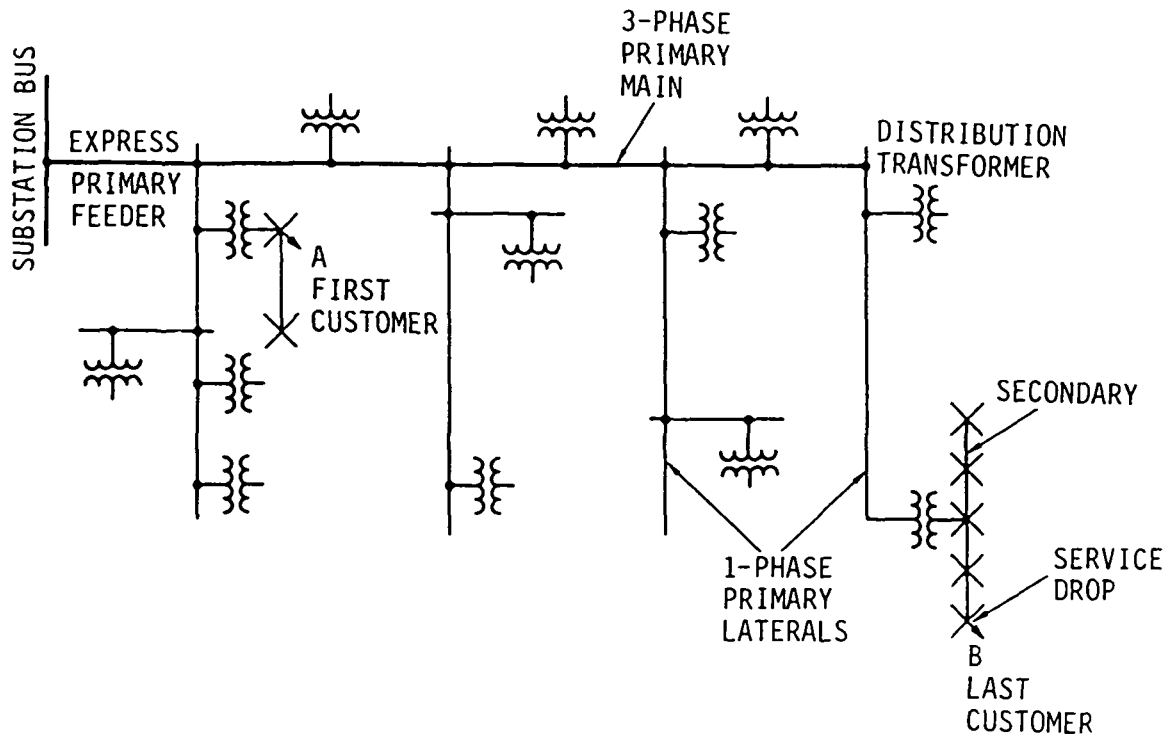 SUBSTATION BUS
EXPRESS
PRIMARY
FEEDER
3-PHASE
PRIMARY
MAIN
DISTRIBUTION
TRANSFORMER
A
FIRST
CUSTOMER
SECONDARY
1-PHASE
PRIMARY
LATERALS
SERVICE
DROP
B
LAST
CUSTOMER